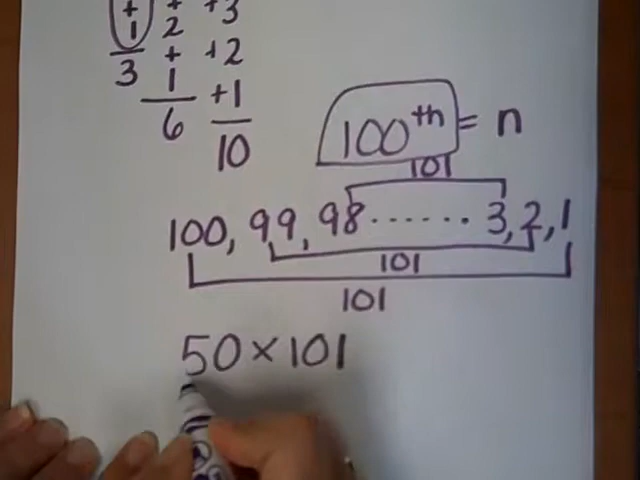 + + +3
1 2 +2
3 + +1
1 10
6
100th = n
101
100, 99, 98 ...... 3, 2, 1
101
101
50 × 101